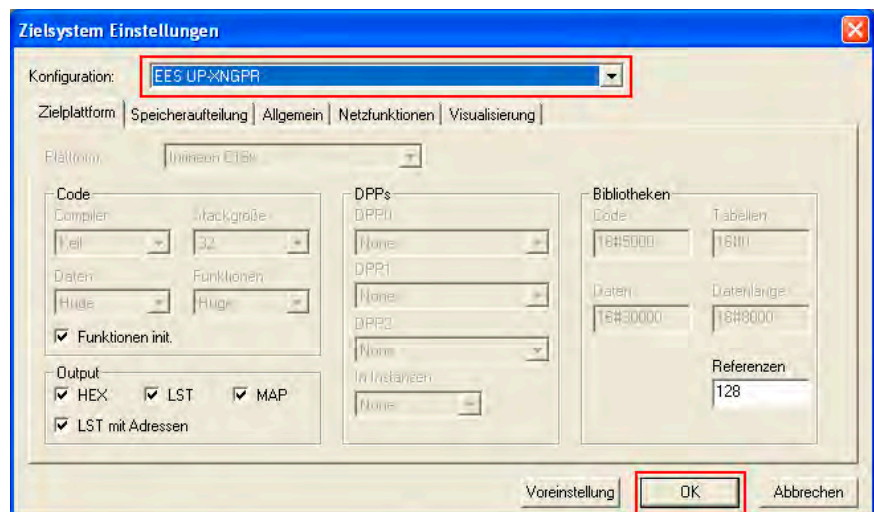 Zielsystem Einstellungen
Konfiguration: EES UP-XNGPR
Zielplattform Speicheraufteilung Allgemein Netzfunktionen Visualisierung
Plattform: Infineon C16x
Code
Compiler Stackgröße
Keil 32
Daten Funktionen
Huge Huge
Funktionen init.
Output
HEX LST MAP
LST mit Adressen
DPPs
DPP0
None
DPP1
None
DPP2
None
In Instanzen
None
Bibliotheken
Code Tabellen
16#5000 16#0
Daten Datenlänge
16#30000 16#8000
Referenzen
128
Voreinstellung OK Abbrechen